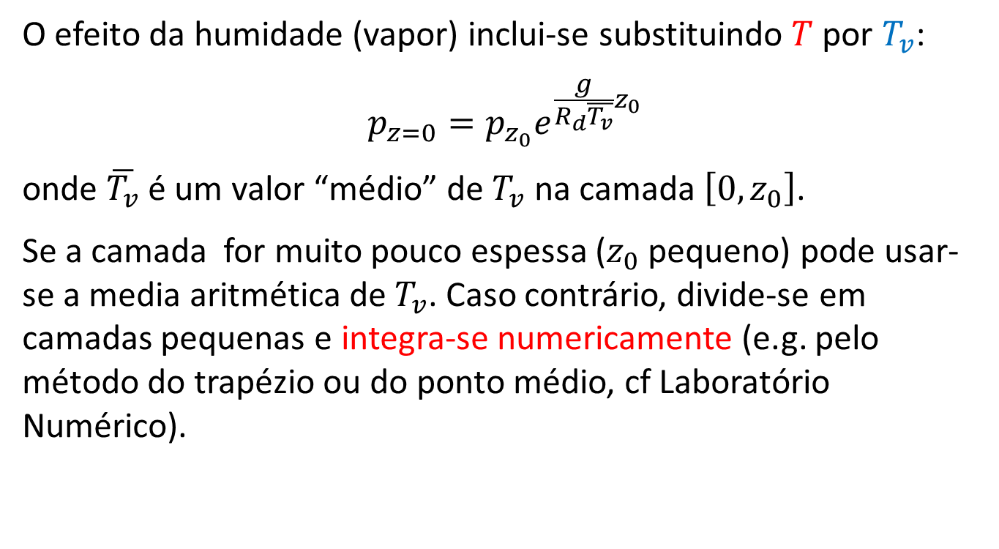 O efeito da humidade (vapor) inclui-se substituindo $T$ por $T_v$:
$p_{z=0} = p_{z_0} e^{\frac{g}{R_d \overline{T_v}} z_0}$
onde $\overline{T_v}$ é um valor “médio” de $T_v$ na camada $[0, z_0]$.
Se a camada for muito pouco espessa ($z_0$ pequeno) pode usar-
se a media aritmética de $T_v$. Caso contrário, divide-se em
camadas pequenas e integra-se numericamente (e.g. pelo
método do trapézio ou do ponto médio, cf Laboratório
Numérico).